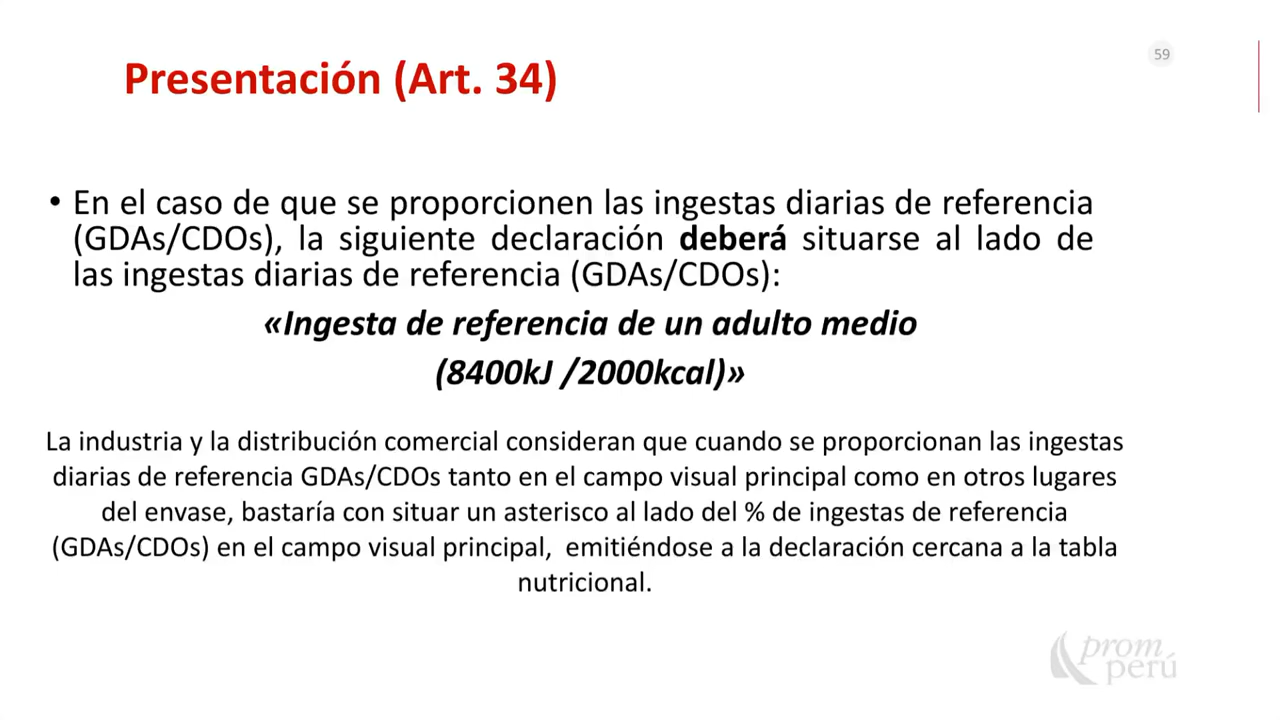 59
Presentación (Art. 34)
• En el caso de que se proporcionen las ingestas diarias de referencia
(GDAs/CDOs), la siguiente declaración deberá situarse al lado de
las ingestas diarias de referencia (GDAs/CDOs):
«Ingesta de referencia de un adulto medio
(8400kJ /2000kcal)»
La industria y la distribución comercial consideran que cuando se proporcionan las ingestas
diarias de referencia GDAs/CDOs tanto en el campo visual principal como en otros lugares
del envase, bastaría con situar un asterisco al lado del % de ingestas de referencia
(GDAs/CDOs) en el campo visual principal, emitiéndose a la declaración cercana a la tabla
nutricional.
prom
perú